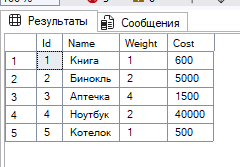 100 %
Результаты Сообщения
Id Name Weight Cost
1 1 Книга 1 600
2 2 Бинокль 2 5000
3 3 Аптечка 4 1500
4 4 Ноутбук 2 40000
5 5 Котелок 1 500